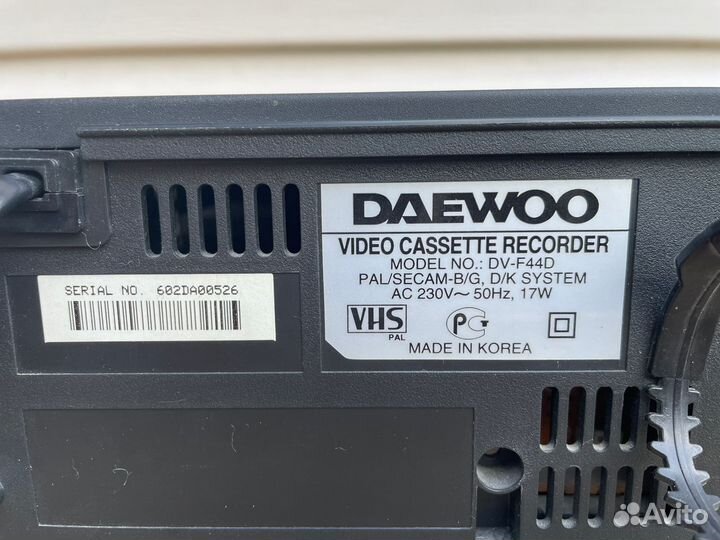 DAEWOO
VIDEO CASSETTE RECORDER
MODEL NO.: DV-F44D
PAL/SECAM-B/G, D/K SYSTEM
AC 230V~ 50Hz, 17W
VHS
PAL
РСТ
MADE IN KOREA
SERIAL NO. 602DA00526
Avito